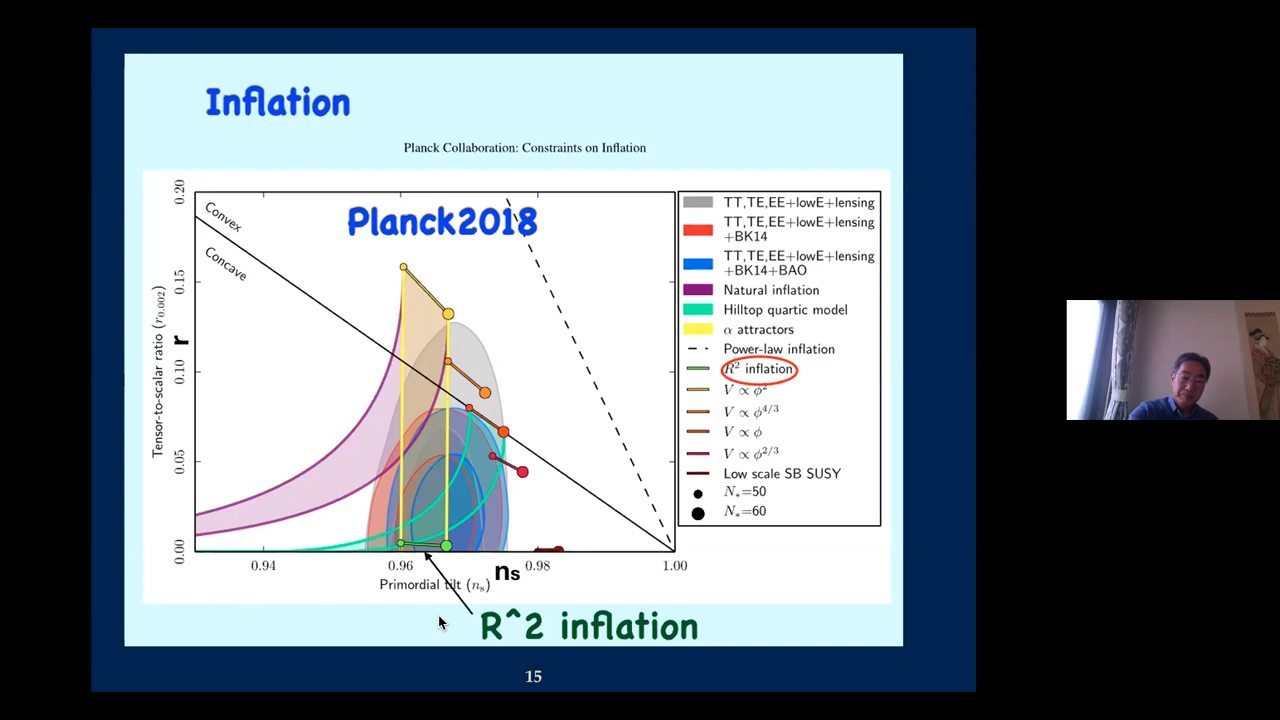 Inflation
Planck Collaboration: Constraints on Inflation
Planck2018
Convex
Concave
0.20
0.15
0.10
0.05
0.00
Tensor-to-scalar ratio (r₀.₀₀₂)
r
0.94
0.96
0.98
1.00
Primordial tilt (nₛ)
nₛ
TT,TE,EE+lowE+lensing
TT,TE,EE+lowE+lensing
+BK14
TT,TE,EE+lowE+lensing
+BK14+BAO
Natural inflation
Hilltop quartic model
α attractors
Power-law inflation
R² inflation
V ∝ φ²
V ∝ φ^4/3
V ∝ φ
V ∝ φ^2/3
Low scale SB SUSY
N*=50
N*=60
R^2 inflation
15